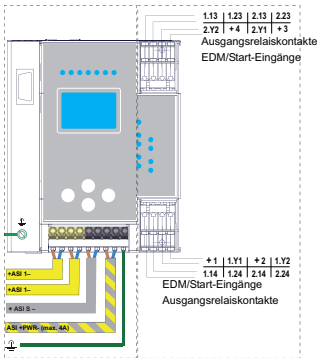 1.13 1.23 2.13 2.23
2.Y2 +4 2.Y1 +3
Ausgangsrelaiskontakte
EDM/Start-Eingänge
+1 1.Y1 +2 1.Y2
1.14 1.24 2.14 2.24
EDM/Start-Eingänge
Ausgangsrelaiskontakte
+ASI 1–
+ASI 1–
+ ASI S –
ASI +PWR- (max. 4A)